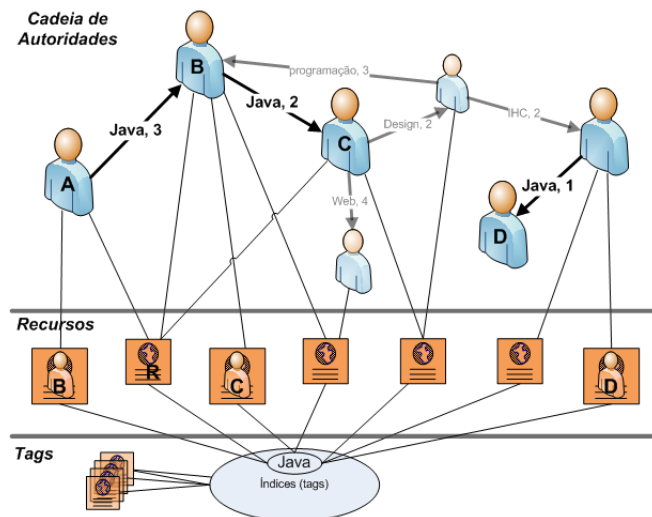 Cadeia de
Autoridades
B
programação, 3
Java, 2
IHC, 2
Java, 3
Design, 2
C
A
Java, 1
Web, 4
D
Recursos
B
R
C
D
Tags
Java
Índices (tags)